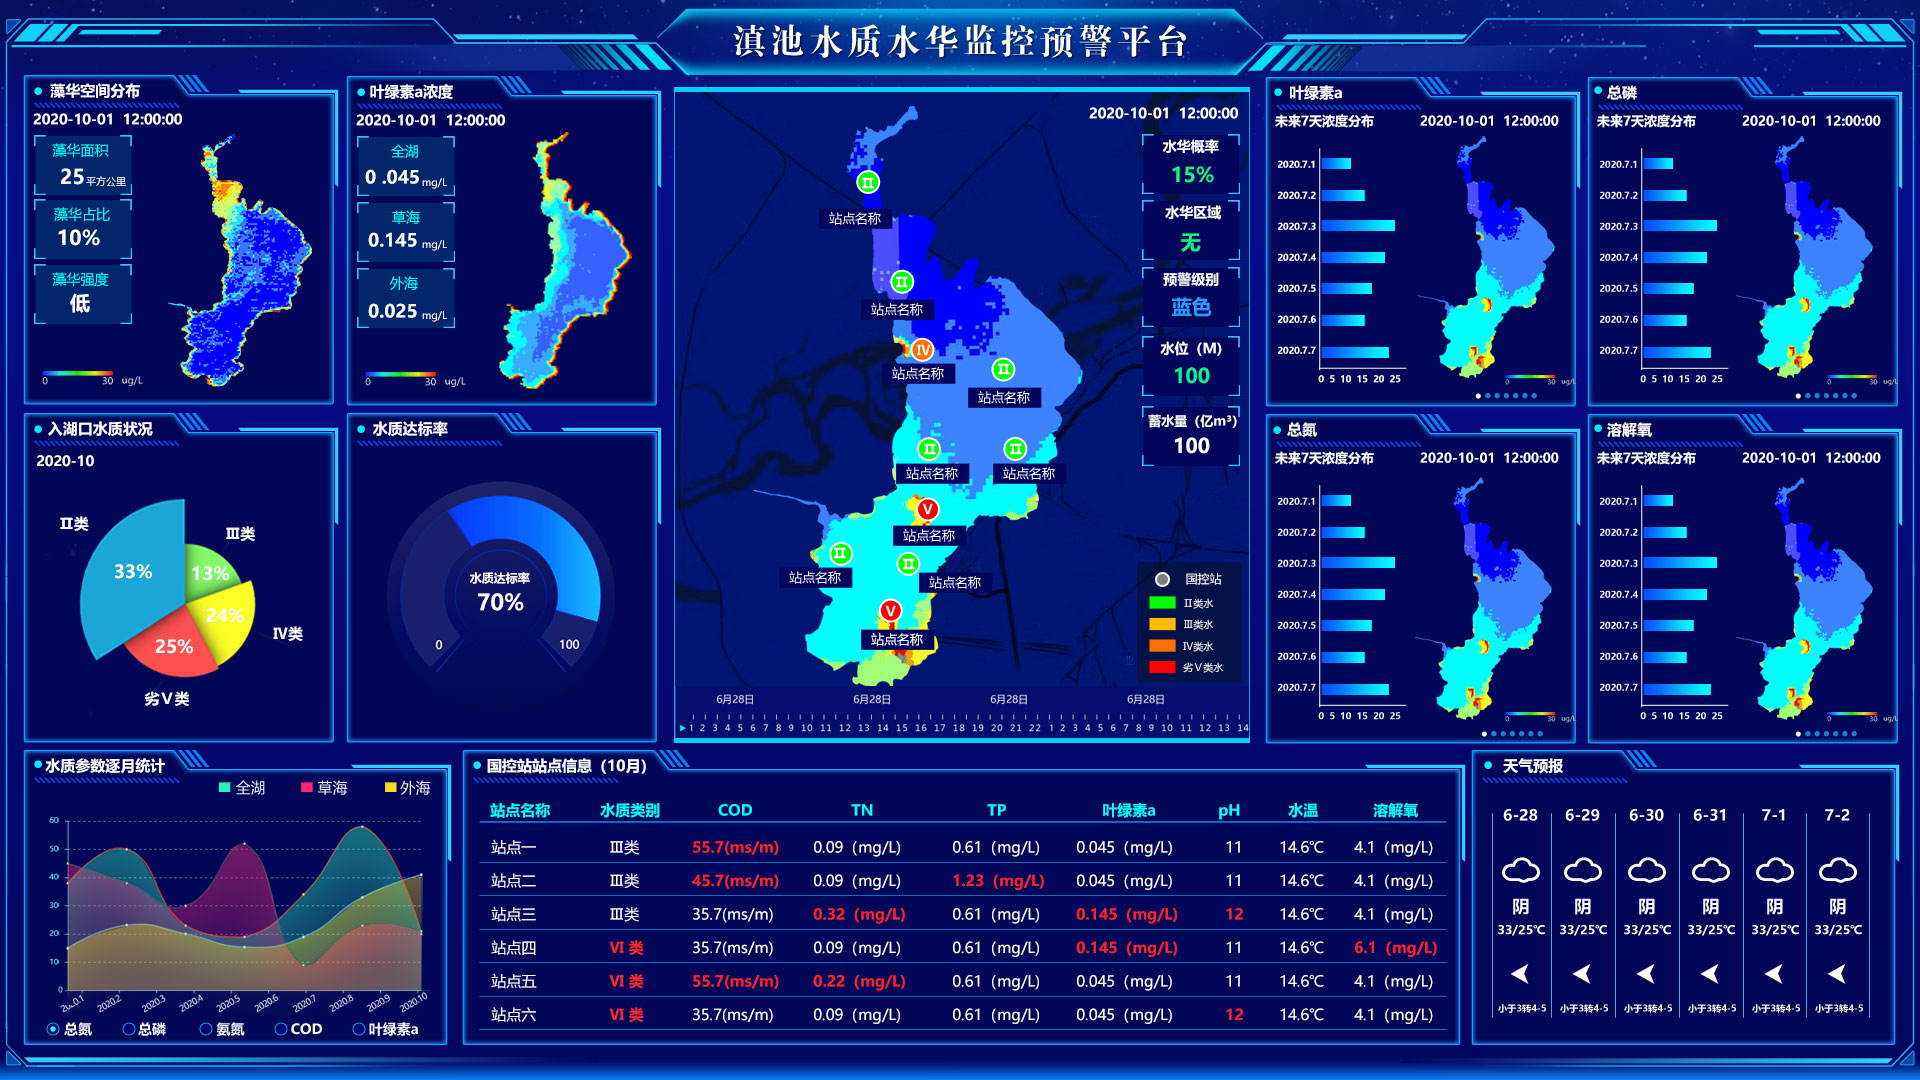 滇池水质水华监控预警平台
藻华空间分布
2020-10-01 12:00:00
藻华面积
25平方公里
藻华占比
10%
藻华强度
低
0 30 ug/L
叶绿素a浓度
2020-10-01 12:00:00
全湖
0 .045 mg/L
草海
0.145 mg/L
外海
0.025 mg/L
0 30 ug/L
入湖口水质状况
2020-10
II类
III类
33%
13%
24%
25%
IV类
劣V类
水质达标率
水质达标率
70%
0 100
2020-10-01 12:00:00
水华概率
15%
水华区域
无
预警级别
蓝色
水位（M）
100
蓄水量（亿m³）
100
II
站点名称
II
站点名称
IV
站点名称
II
站点名称
II
站点名称
II
站点名称
V
站点名称
II
站点名称
II
站点名称
V
站点名称
国控站
II类水
III类水
IV类水
劣V类水
6月28日 6月28日 6月28日 6月28日
1 2 3 4 5 6 7 8 9 10 11 12 13 14 15 16 17 18 19 20 21 22 1 2 3 4 5 6 7 8 9 10 11 12 13 14
叶绿素a
未来7天浓度分布 2020-10-01 12:00:00
2020.7.1
2020.7.2
2020.7.3
2020.7.4
2020.7.5
2020.7.6
2020.7.7
0 5 10 15 20 25
0 30 ug/L
总磷
未来7天浓度分布 2020-10-01 12:00:00
2020.7.1
2020.7.2
2020.7.3
2020.7.4
2020.7.5
2020.7.6
2020.7.7
0 5 10 15 20 25
0 30 ug/L
总氮
未来7天浓度分布 2020-10-01 12:00:00
2020.7.1
2020.7.2
2020.7.3
2020.7.4
2020.7.5
2020.7.6
2020.7.7
0 5 10 15 20 25
0 30 ug/L
溶解氧
未来7天浓度分布 2020-10-01 12:00:00
2020.7.1
2020.7.2
2020.7.3
2020.7.4
2020.7.5
2020.7.6
2020.7.7
0 5 10 15 20 25
0 30 ug/L
水质参数逐月统计
全湖 草海 外海
60
50
40
30
20
10
0
2020.1 2020.2 2020.3 2020.4 2020.5 2020.6 2020.7 2020.8 2020.9 2020.10
总氮 总磷 氨氮 COD 叶绿素a
国控站站点信息（10月）
站点名称 水质类别 COD TN TP 叶绿素a pH 水温 溶解氧
站点一 III类 55.7(ms/m) 0.09（mg/L） 0.61（mg/L） 0.045（mg/L） 11 14.6℃ 4.1（mg/L）
站点二 III类 45.7(ms/m) 0.09（mg/L） 1.23（mg/L） 0.045（mg/L） 11 14.6℃ 4.1（mg/L）
站点三 III类 35.7(ms/m) 0.32（mg/L） 0.61（mg/L） 0.145（mg/L） 12 14.6℃ 4.1（mg/L）
站点四 VI 类 35.7(ms/m) 0.09（mg/L） 0.61（mg/L） 0.145（mg/L） 11 14.6℃ 6.1（mg/L）
站点五 VI 类 55.7(ms/m) 0.22（mg/L） 0.61（mg/L） 0.045（mg/L） 11 14.6℃ 4.1（mg/L）
站点六 VI 类 35.7(ms/m) 0.09（mg/L） 0.61（mg/L） 0.045（mg/L） 12 14.6℃ 4.1（mg/L）
天气预报
6-28 6-29 6-30 6-31 7-1 7-2
阴 阴 阴 阴 阴 阴
33/25℃ 33/25℃ 33/25℃ 33/25℃ 33/25℃ 33/25℃
小于3转4-5 小于3转4-5 小于3转4-5 小于3转4-5 小于3转4-5 小于3转4-5